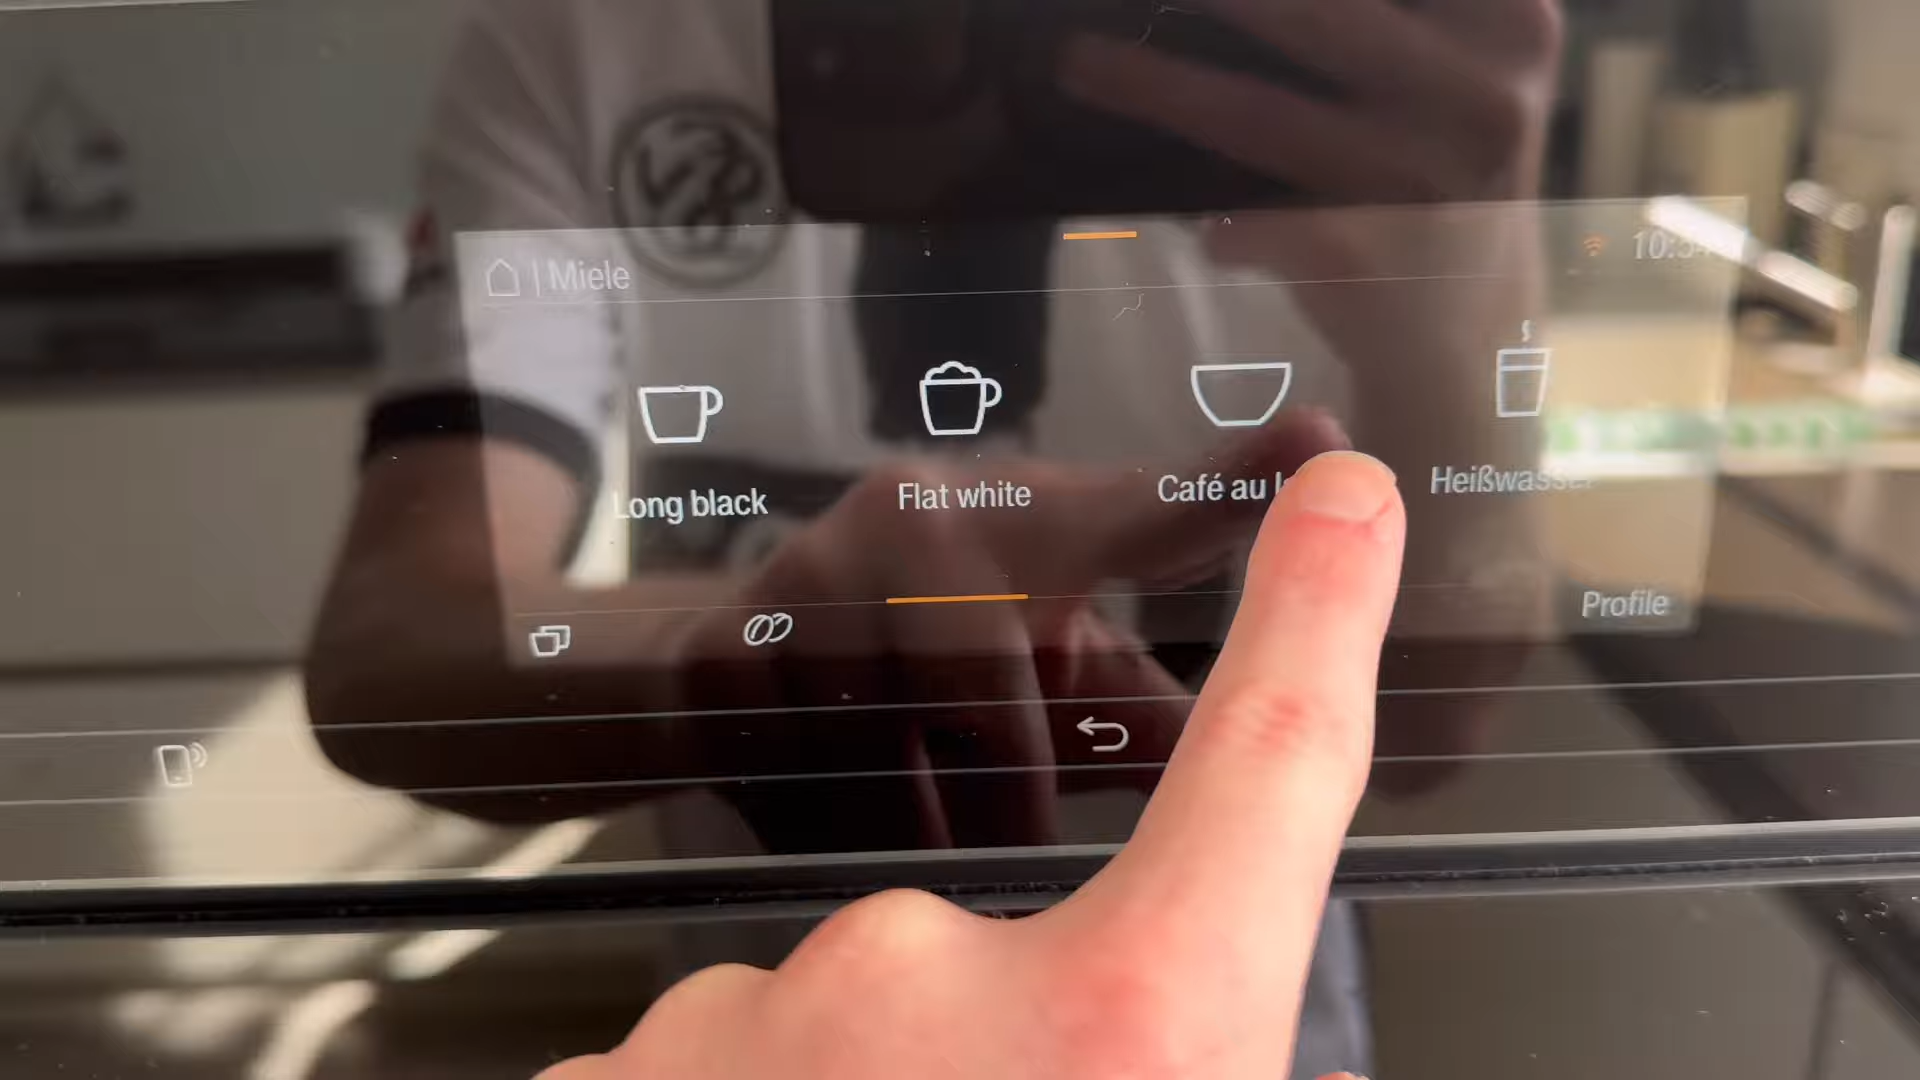 | Miele
Long black
Flat white
Café au
Profile